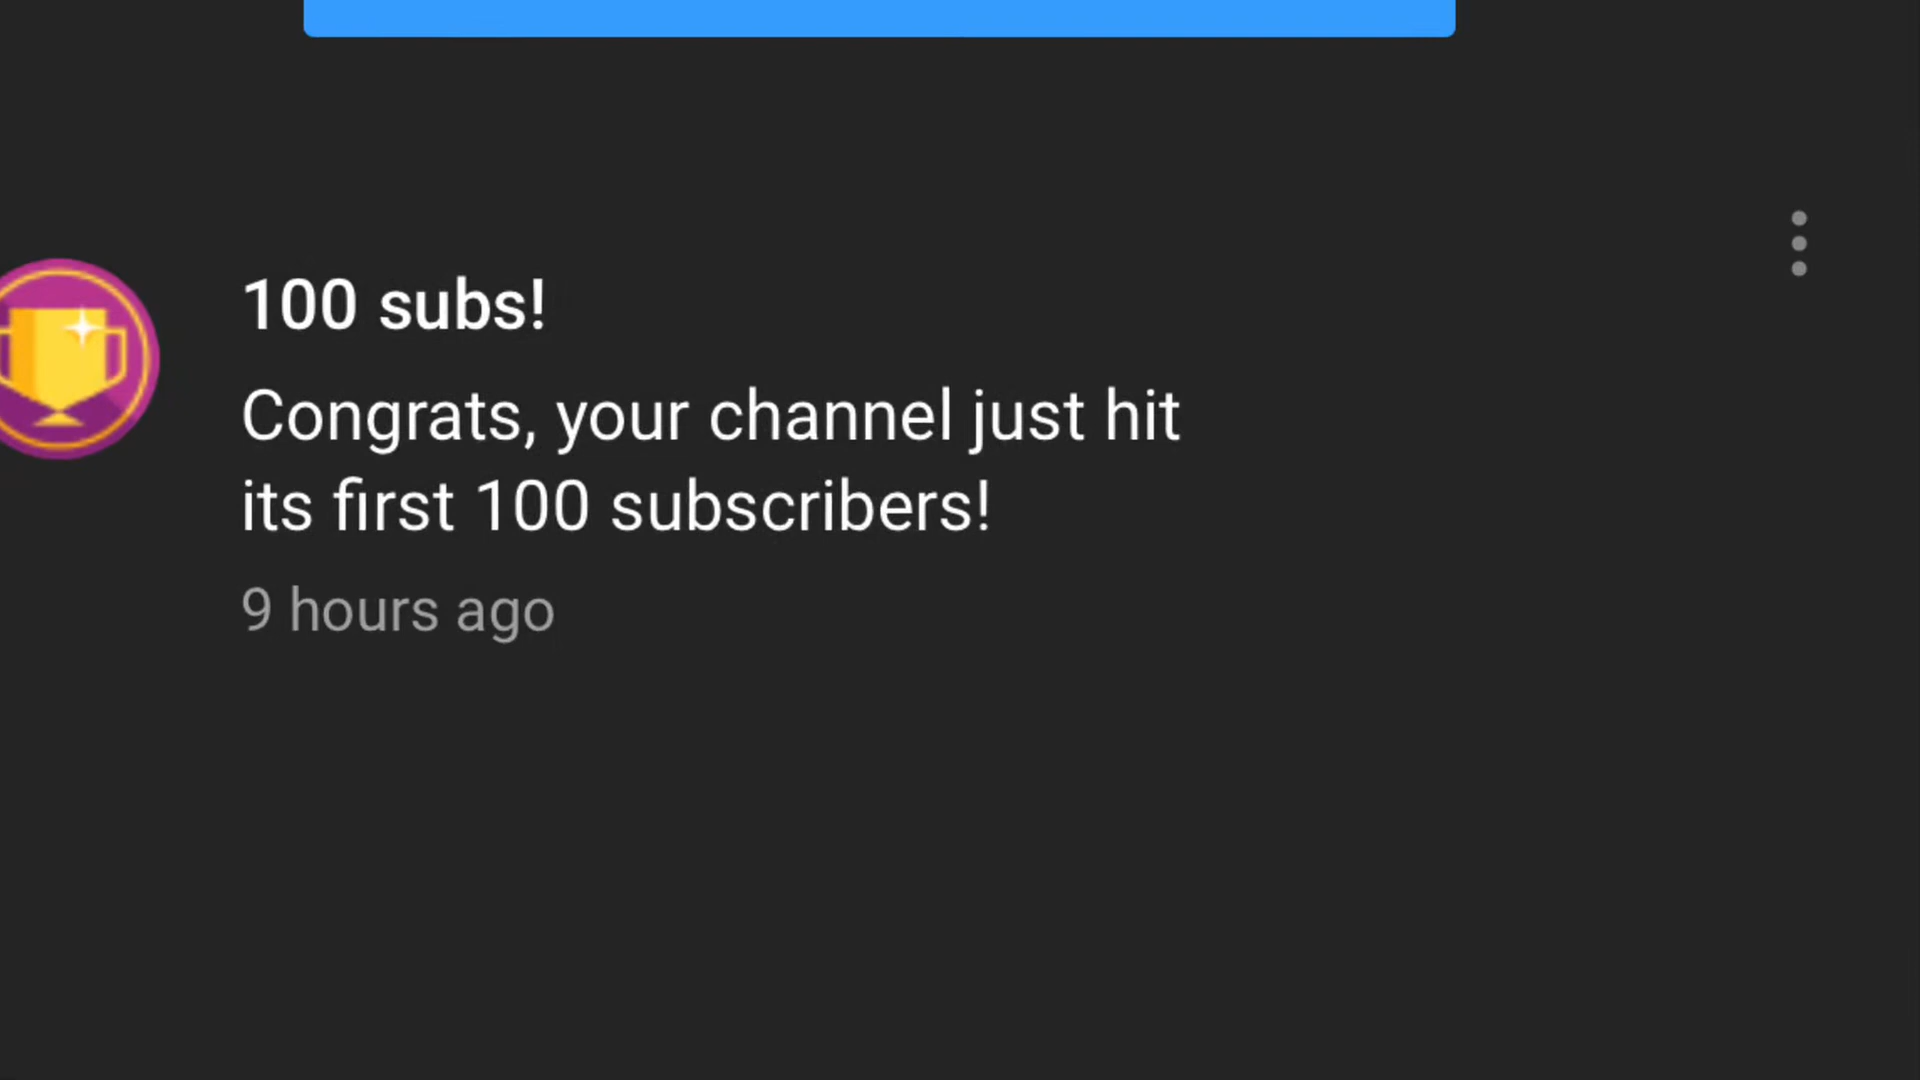 100 subs!
Congrats, your channel just hit
its first 100 subscribers!
9 hours ago